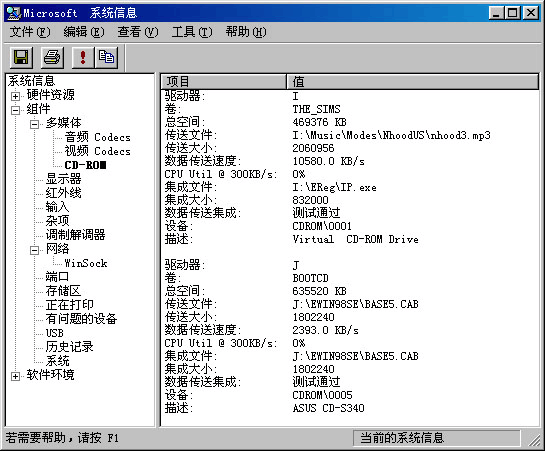 Microsoft 系统信息
文件(F) 编辑(E) 查看(V) 工具(T) 帮助(H)
系统信息
硬件资源
组件
多媒体
音频 Codecs
视频 Codecs
CD-ROM
显示器
红外线
输入
杂项
调制解调器
网络
WinSock
端口
存储区
正在打印
有问题的设备
USB
历史记录
系统
软件环境
项目 值
驱动器: I
卷: THE_SIMS
总空间: 469376 KB
传送文件: I:\Music\Modes\NhoodUS\nhood3.mp3
传送大小: 2060956
数据传送速度: 10580.0 KB/s
CPU Util @ 300KB/s: 0%
集成文件: I:\EReg\IP.exe
集成大小: 832000
数据传送集成: 测试通过
设备: CDROM\0001
描述: Virtual CD-ROM Drive
驱动器: J
卷: BOOTCD
总空间: 635520 KB
传送文件: J:\EWIN98SE\BASE5.CAB
传送大小: 1802240
数据传送速度: 2393.0 KB/s
CPU Util @ 300KB/s: 0%
集成文件: J:\EWIN98SE\BASE5.CAB
集成大小: 1802240
数据传送集成: 测试通过
设备: CDROM\0005
描述: ASUS CD-S340
若需要帮助，请按 F1 当前的系统信息